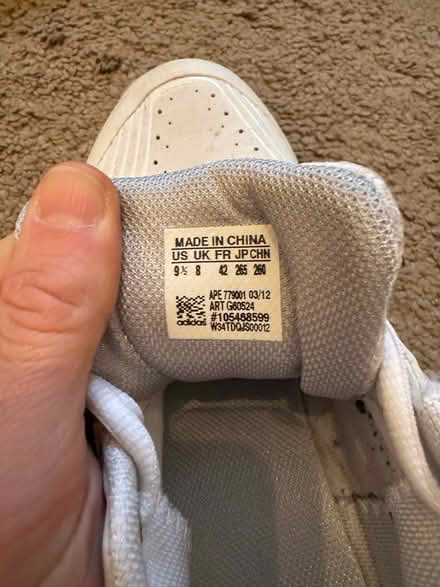 MADE IN CHINA
US UK FR JP CHN
9½ 8 42 265 260
APE 779001 03/12
ART G60524
#105488599
adidas W34TDQJS00012